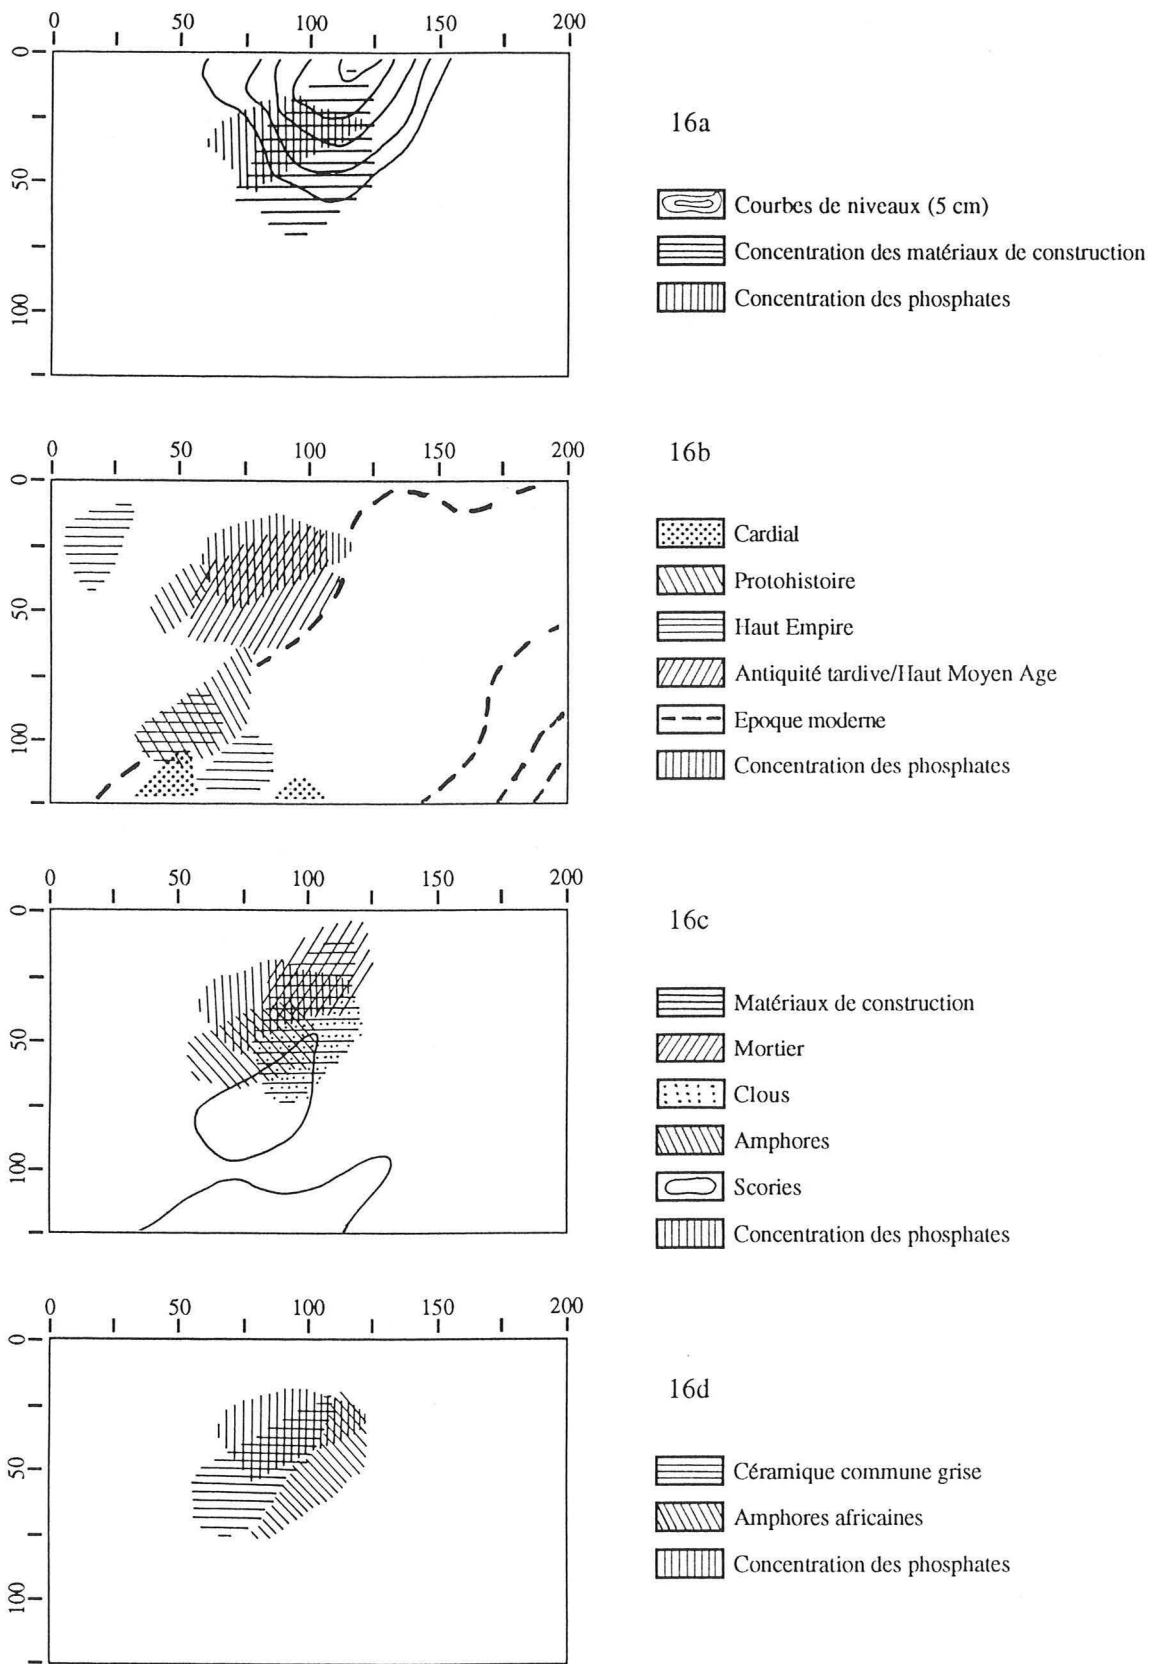 0 50 100 150 200
0
50
100
16a
Courbes de niveaux (5 cm)
Concentration des matériaux de construction
Concentration des phosphates
0 50 100 150 200
0
50
100
16b
Cardial
Protohistoire
Haut Empire
Antiquité tardive/Haut Moyen Age
Epoque moderne
Concentration des phosphates
0 50 100 150 200
0
50
100
16c
Matériaux de construction
Mortier
Clous
Amphores
Scories
Concentration des phosphates
0 50 100 150 200
0
50
100
16d
Céramique commune grise
Amphores africaines
Concentration des phosphates